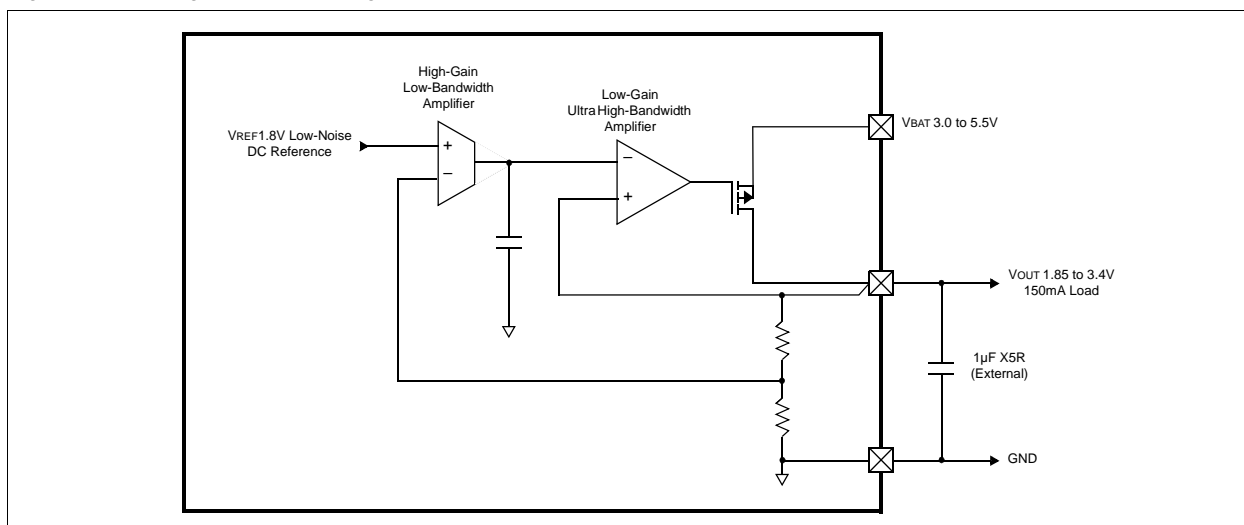 High-Gain
Low-Bandwidth
Amplifier
Low-Gain
Ultra High-Bandwidth
Amplifier
VREF1.8V Low-Noise
DC Reference
+
–
–
+
VBAT 3.0 to 5.5V
VOUT 1.85 to 3.4V
150mA Load
1µF X5R
(External)
GND